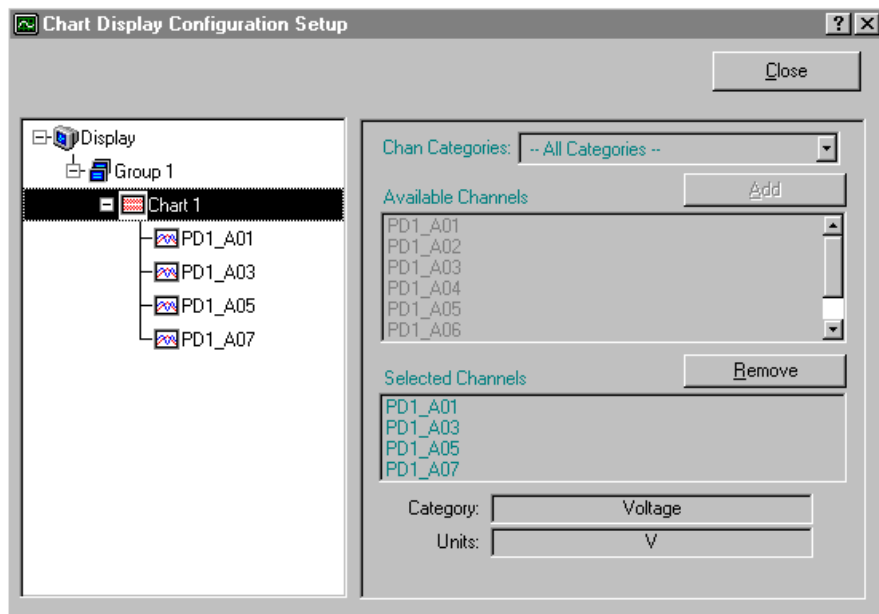 Chart Display Configuration Setup
Close
Display
Group 1
Chart 1
PD1_A01
PD1_A03
PD1_A05
PD1_A07
Chan Categories: -- All Categories --
Available Channels
Add
PD1_A01
PD1_A02
PD1_A03
PD1_A04
PD1_A05
PD1_A06
Selected Channels
Remove
PD1_A01
PD1_A03
PD1_A05
PD1_A07
Category: Voltage
Units: V